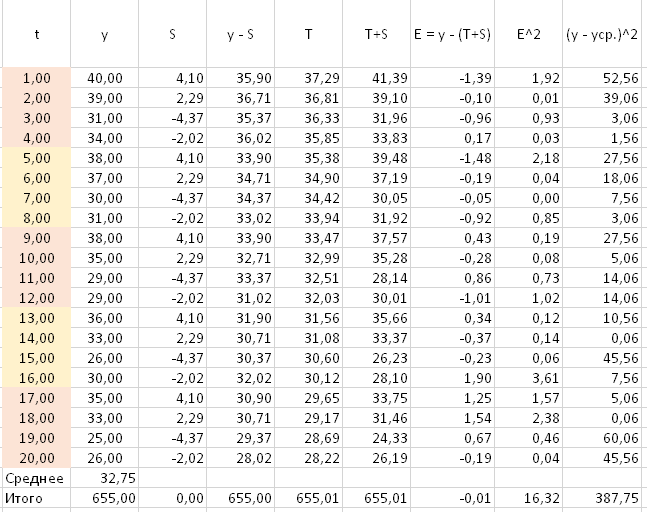 t y S y - S T T+S E = y - (T+S) E^2 (y - yср.)^2
1,00 40,00 4,10 35,90 37,29 41,39 -1,39 1,92 52,56
2,00 39,00 2,29 36,71 36,81 39,10 -0,10 0,01 39,06
3,00 31,00 -4,37 35,37 36,33 31,96 -0,96 0,93 3,06
4,00 34,00 -2,02 36,02 35,85 33,83 0,17 0,03 1,56
5,00 38,00 4,10 33,90 35,38 39,48 -1,48 2,18 27,56
6,00 37,00 2,29 34,71 34,90 37,19 -0,19 0,04 18,06
7,00 30,00 -4,37 34,37 34,42 30,05 -0,05 0,00 7,56
8,00 31,00 -2,02 33,02 33,94 31,92 -0,92 0,85 3,06
9,00 38,00 4,10 33,90 33,47 37,57 0,43 0,19 27,56
10,00 35,00 2,29 32,71 32,99 35,28 -0,28 0,08 5,06
11,00 29,00 -4,37 33,37 32,51 28,14 0,86 0,73 14,06
12,00 29,00 -2,02 31,02 32,03 30,01 -1,01 1,02 14,06
13,00 36,00 4,10 31,90 31,56 35,66 0,34 0,12 10,56
14,00 33,00 2,29 30,71 31,08 33,37 -0,37 0,14 0,06
15,00 26,00 -4,37 30,37 30,60 26,23 -0,23 0,06 45,56
16,00 30,00 -2,02 32,02 30,12 28,10 1,90 3,61 7,56
17,00 35,00 4,10 30,90 29,65 33,75 1,25 1,57 5,06
18,00 33,00 2,29 30,71 29,17 31,46 1,54 2,38 0,06
19,00 25,00 -4,37 29,37 28,69 24,33 0,67 0,46 60,06
20,00 26,00 -2,02 28,02 28,22 26,19 -0,19 0,04 45,56
Среднее 32,75
Итого 655,00 0,00 655,00 655,01 655,01 -0,01 16,32 387,75